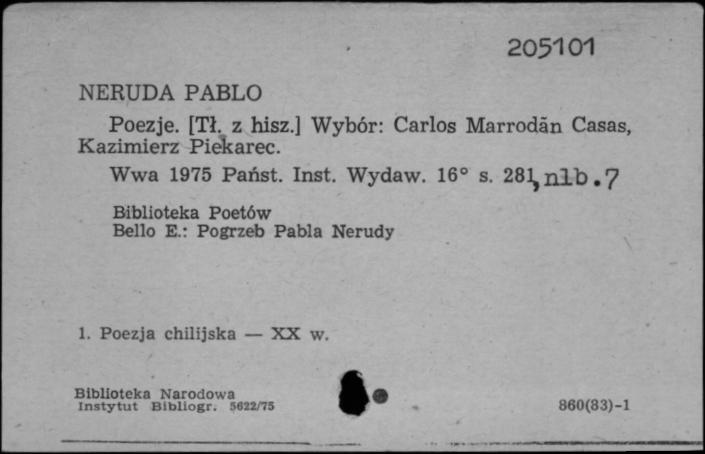 205101
NERUDA PABLO
Poezje. [Tł. z hisz.] Wybór: Carlos Marrodãn Casas,
Kazimierz Piekarec.
Wwa 1975 Państ. Inst. Wydaw. 16° s. 281, nlb.7
Biblioteka Poetów
Bello E.: Pogrzeb Pabla Nerudy
1. Poezja chilijska — XX w.
Biblioteka Narodowa
Instytut Bibliogr. 5622/75
860(83)-1